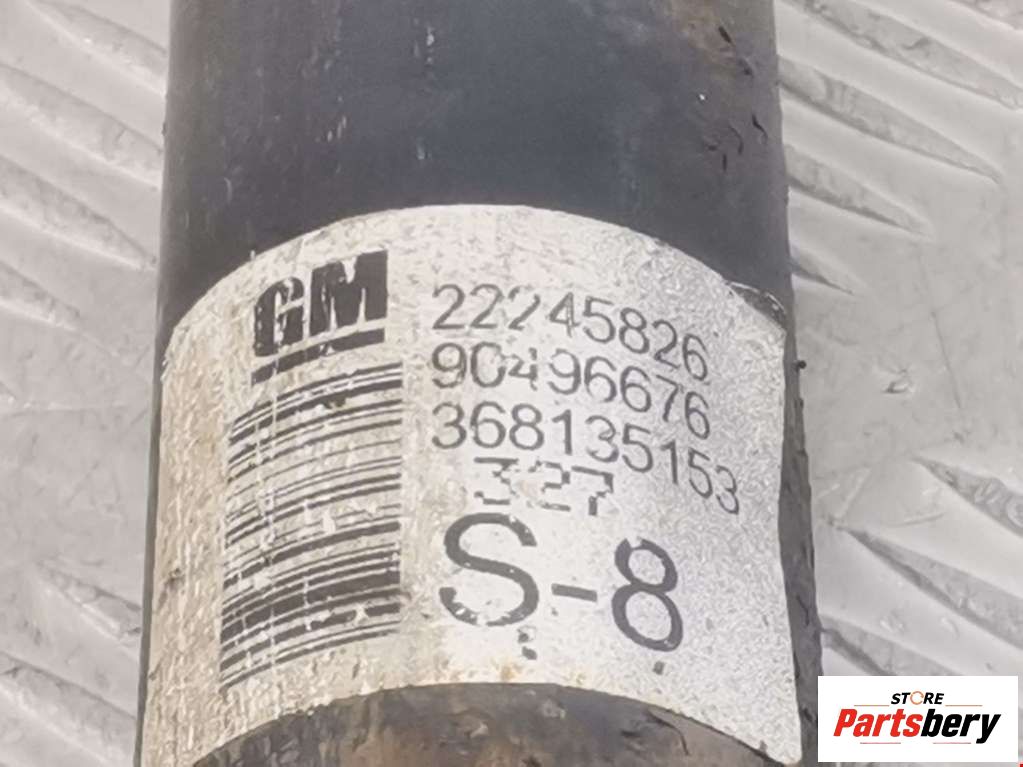 GM
22245826
90496676
368135153
327
S-8
STORE
Partsbery